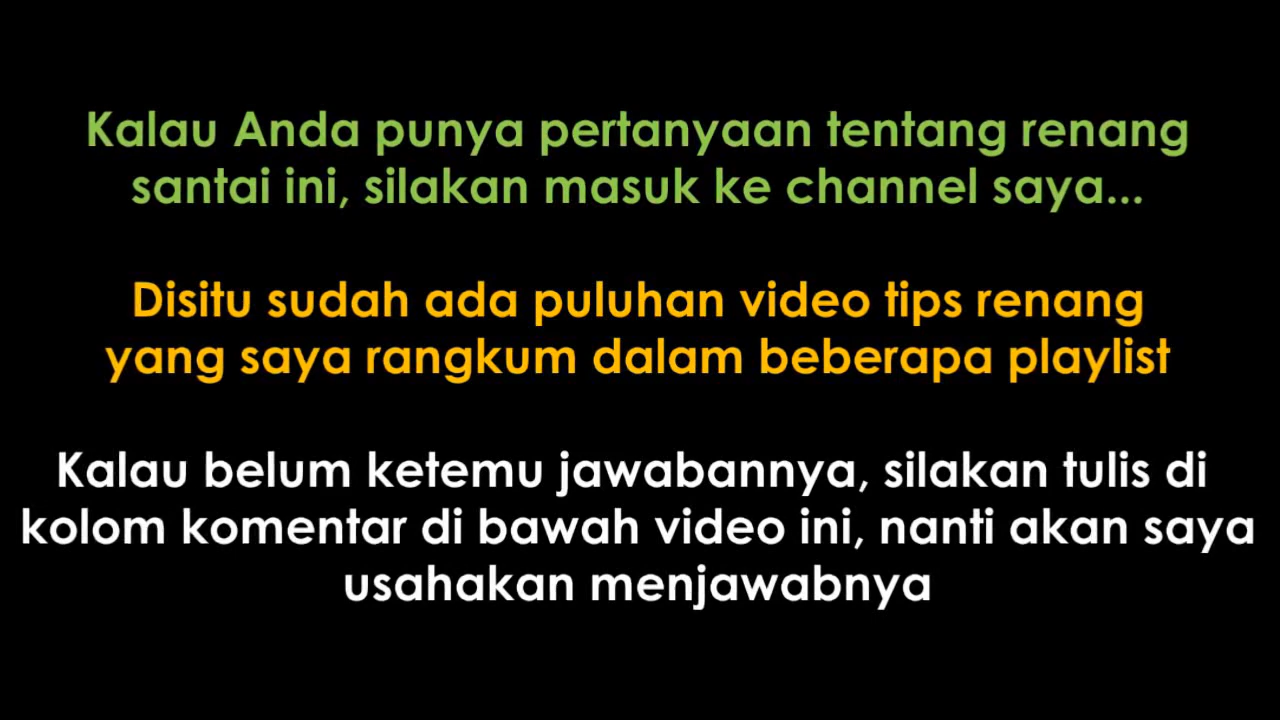 Kalau Anda punya pertanyaan tentang renang
santai ini, silakan masuk ke channel saya...
Disitu sudah ada puluhan video tips renang
yang saya rangkum dalam beberapa playlist
Kalau belum ketemu jawabannya, silakan tulis di
kolom komentar di bawah video ini, nanti akan saya
usahakan menjawabnya